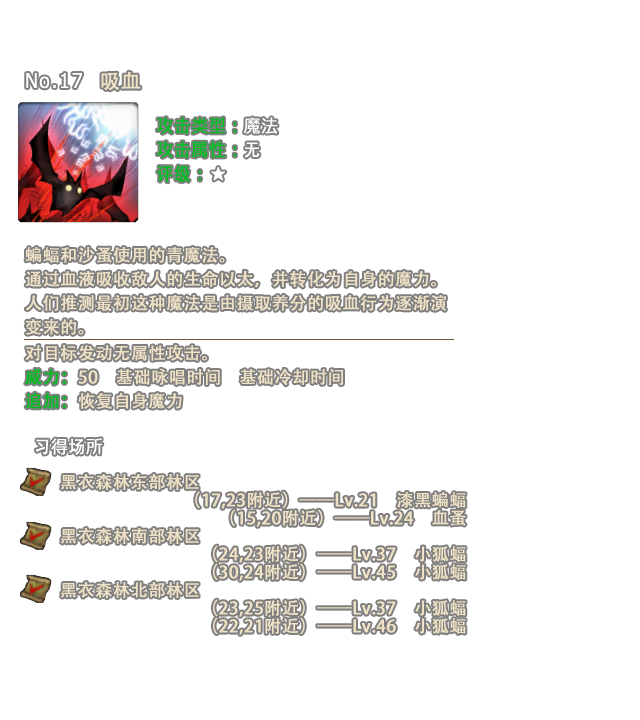 No.17 吸血
攻击类型：魔法
攻击属性：无
评级：☆
蝙蝠和沙蚤使用的青魔法。
通过血液吸收敌人的生命以太，并转化为自身的魔力。
人们推测最初这种魔法是由摄取养分的吸血行为逐渐演
变来的。
对目标发动无属性攻击。
威力：50 基础咏唱时间 基础冷却时间
追加：恢复自身魔力
习得场所
黑衣森林东部林区
（17,23附近）——Lv.21 漆黑蝙蝠
（15,20附近）——Lv.24 血蚤
黑衣森林南部林区
（24,23附近）——Lv.37 小狐蝠
（30,24附近）——Lv.45 小狐蝠
黑衣森林北部林区
（23,25附近）——Lv.37 小狐蝠
（22,21附近）——Lv.46 小狐蝠